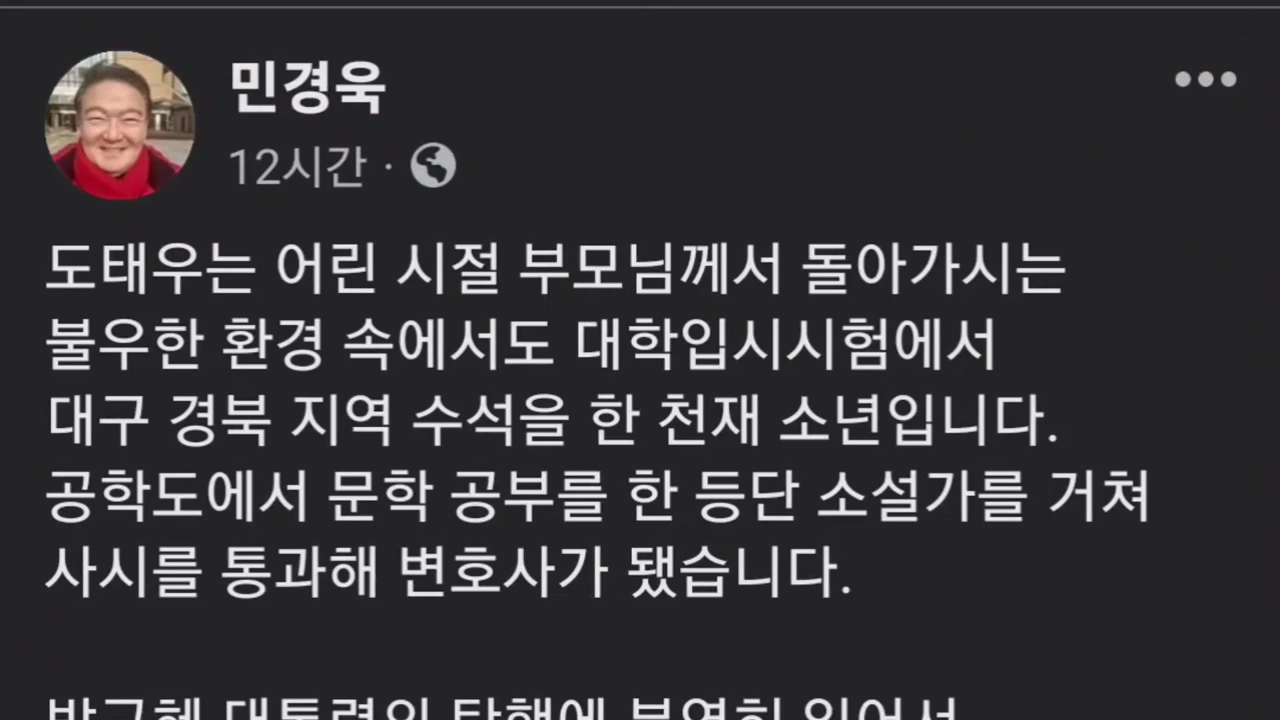 민경욱
12시간 ·
도태우는 어린 시절 부모님께서 돌아가시는
불우한 환경 속에서도 대학입시시험에서
대구 경북 지역 수석을 한 천재 소년입니다.
공학도에서 문학 공부를 한 등단 소설가를 거쳐
사시를 통과해 변호사가 됐습니다.